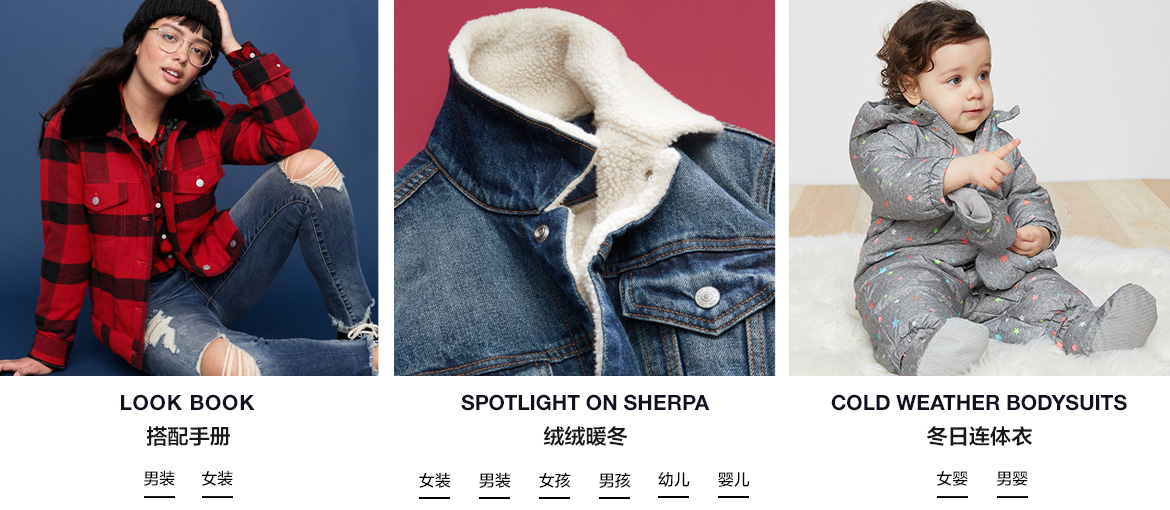 LOOK BOOK
搭配手册
男装 女装
SPOTLIGHT ON SHERPA
绒绒暖冬
女装 男装 女孩 男孩 幼儿 婴儿
COLD WEATHER BODYSUITS
冬日连体衣
女婴 男婴